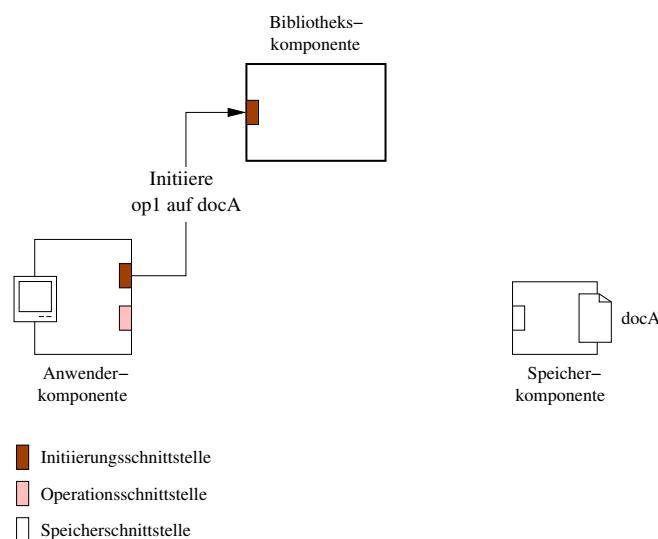 Bibliotheks–
komponente
Initiiere
op1 auf docA
docA
Anwender–
komponente
Speicher–
komponente
Initiierungsschnittstelle
Operationsschnittstelle
Speicherschnittstelle